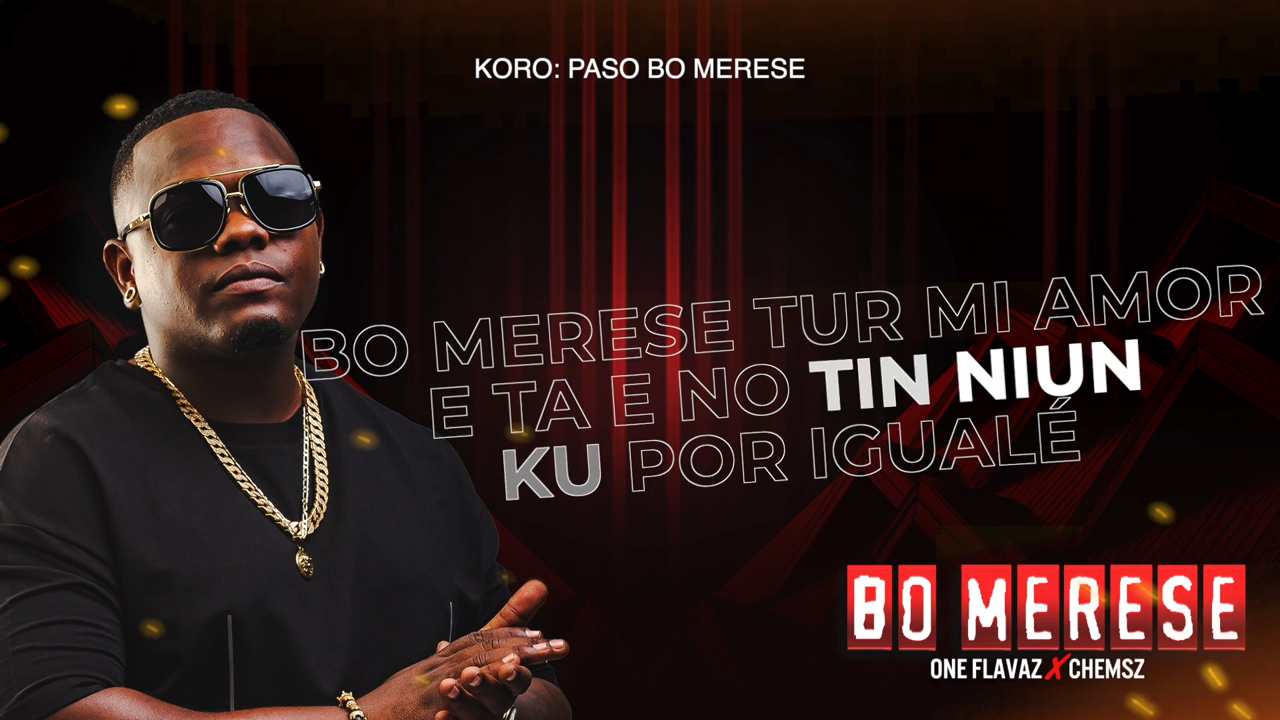 KORO: PASO BO MERESE
BO MERESE TUR MI AMOR
E TA E NO TIN NIUN
KU POR IGUALÉ
BO MERESE
ONE FLAVAZ X CHEMSZ